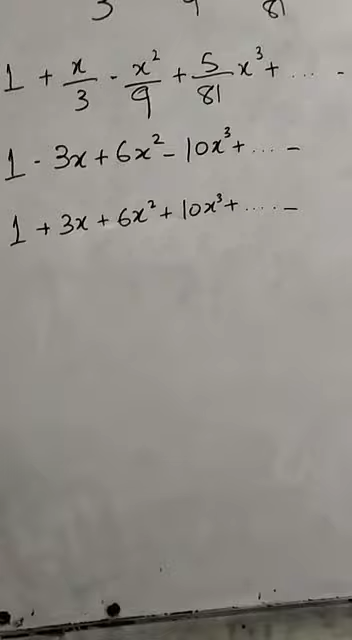 1 + x/3 - x²/9 + 5/81 x³ + .... -
1 - 3x + 6x² - 10x³ + .... -
1 + 3x + 6x² + 10x³ + .... -